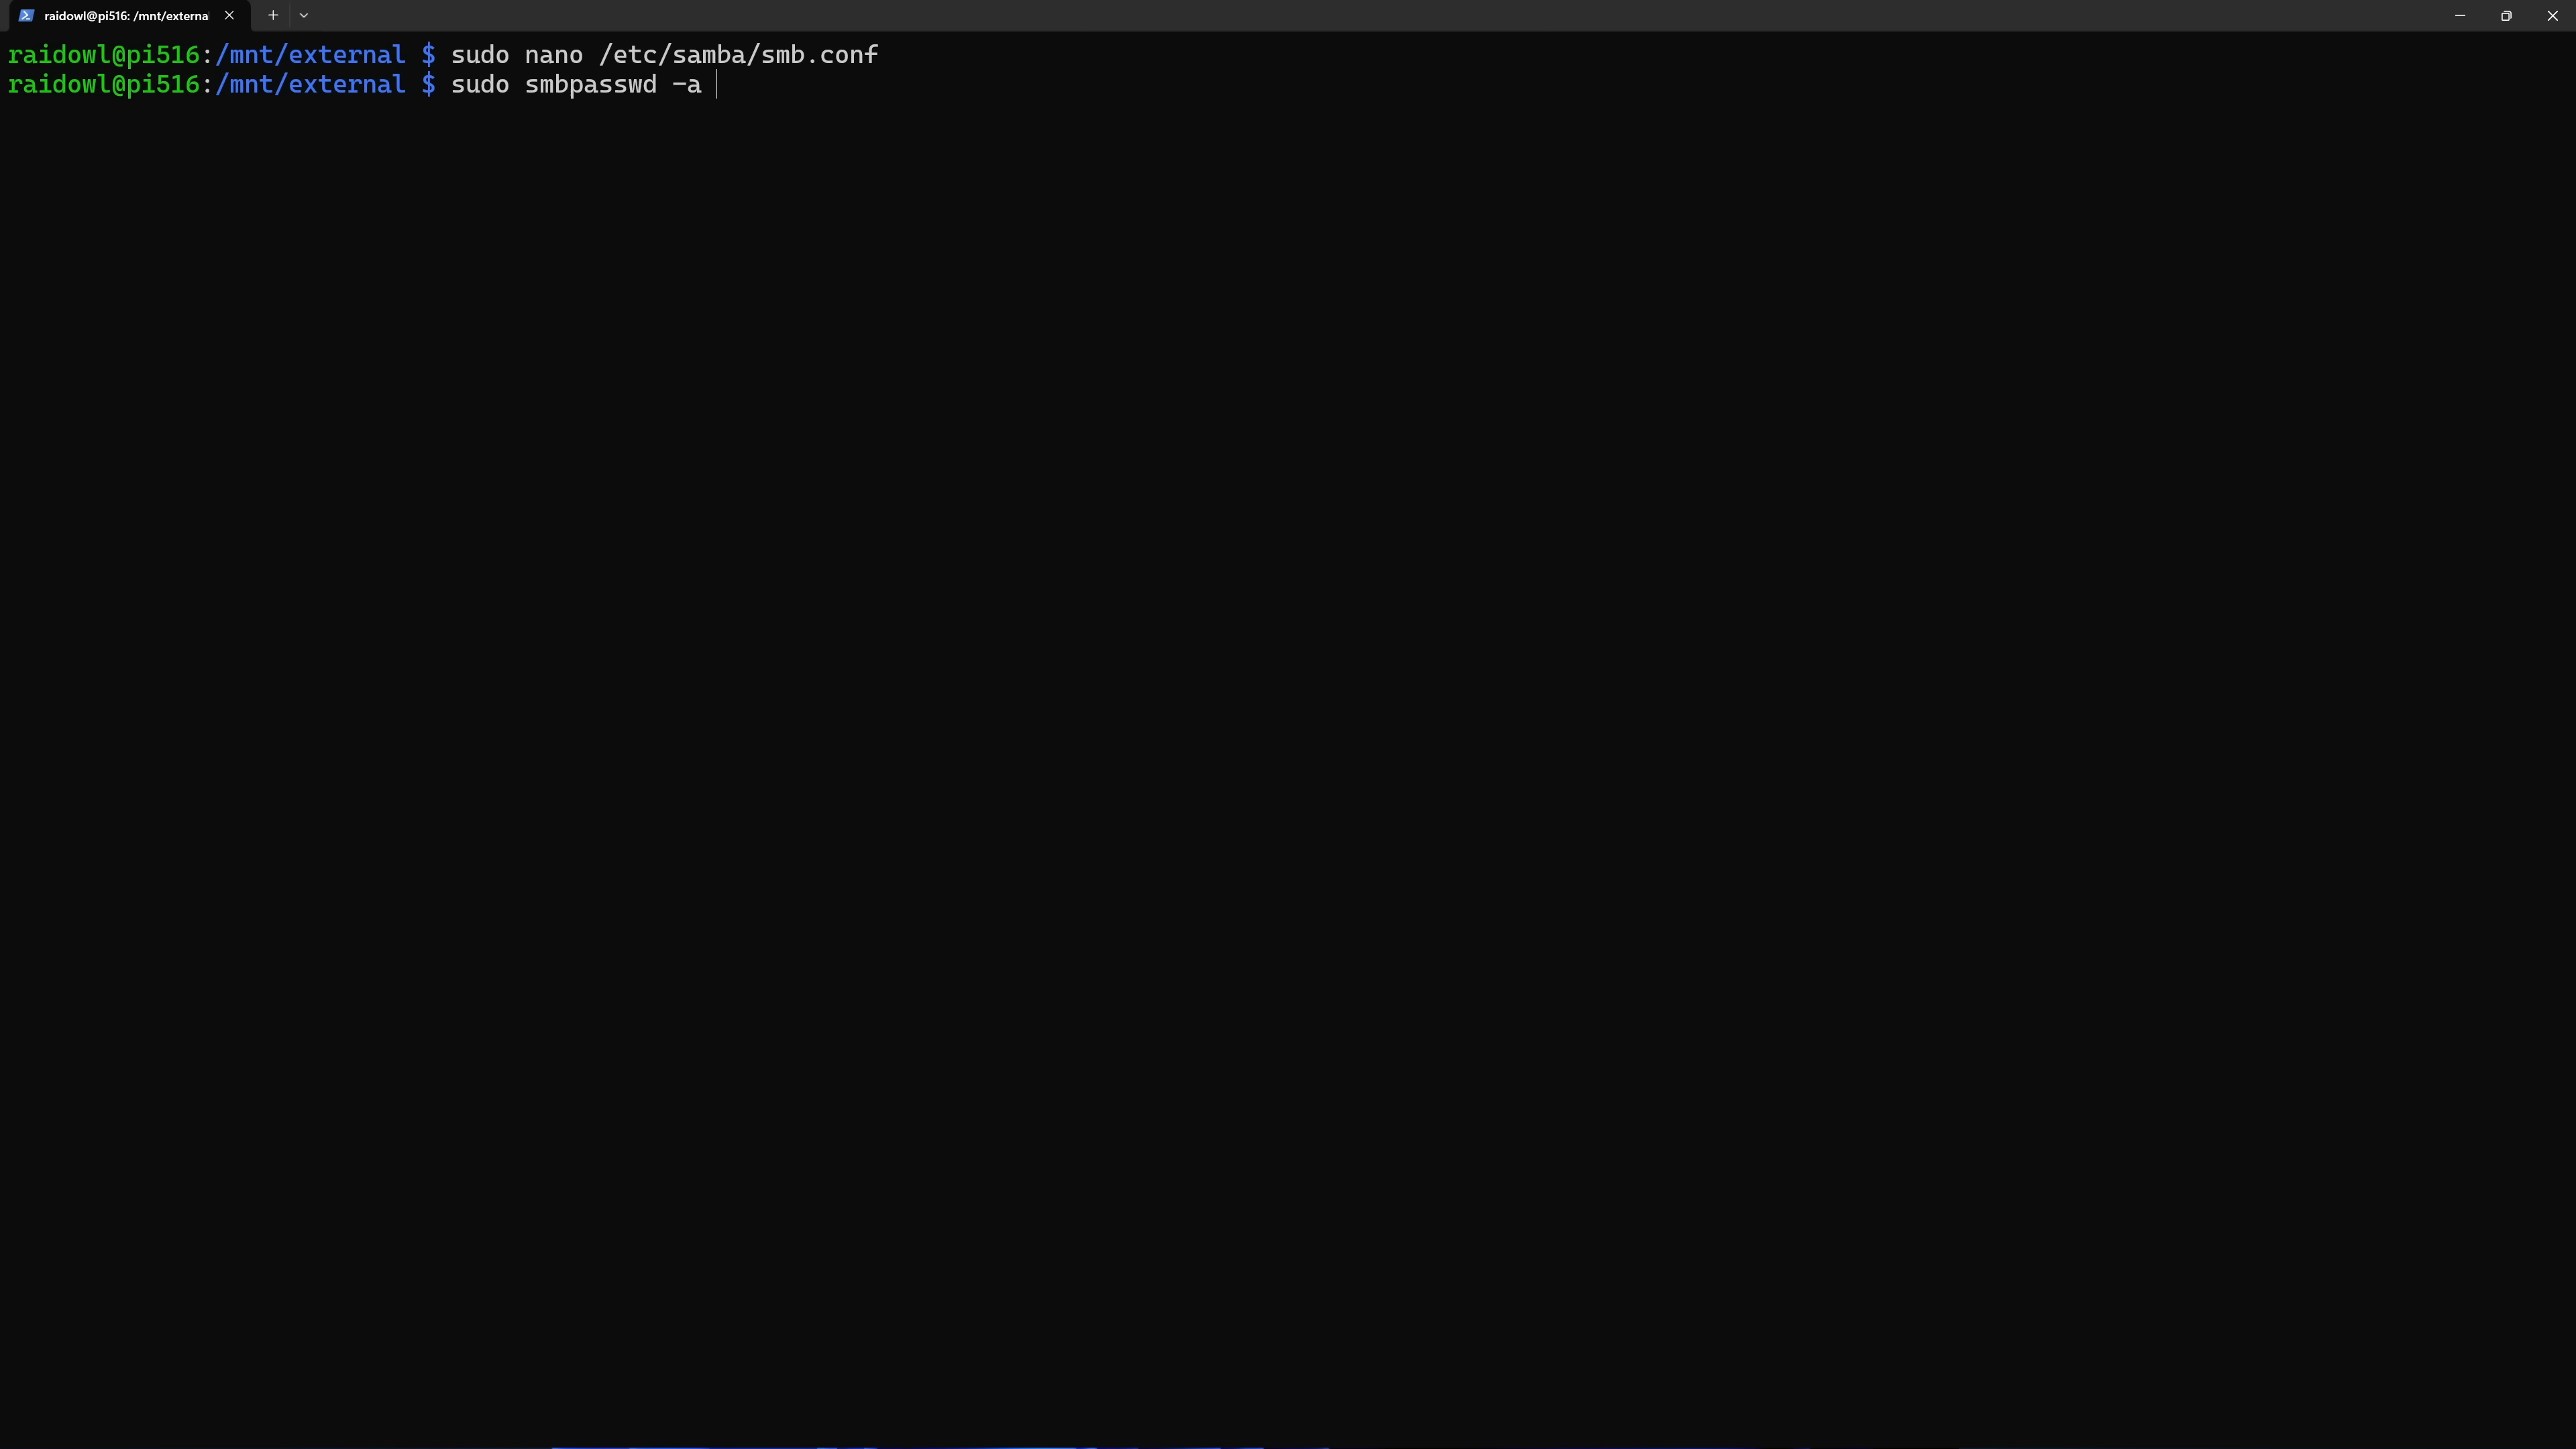 raidowl@pi516: /mnt/external
raidowl@pi516:/mnt/external $ sudo nano /etc/samba/smb.conf
raidowl@pi516:/mnt/external $ sudo smbpasswd -a